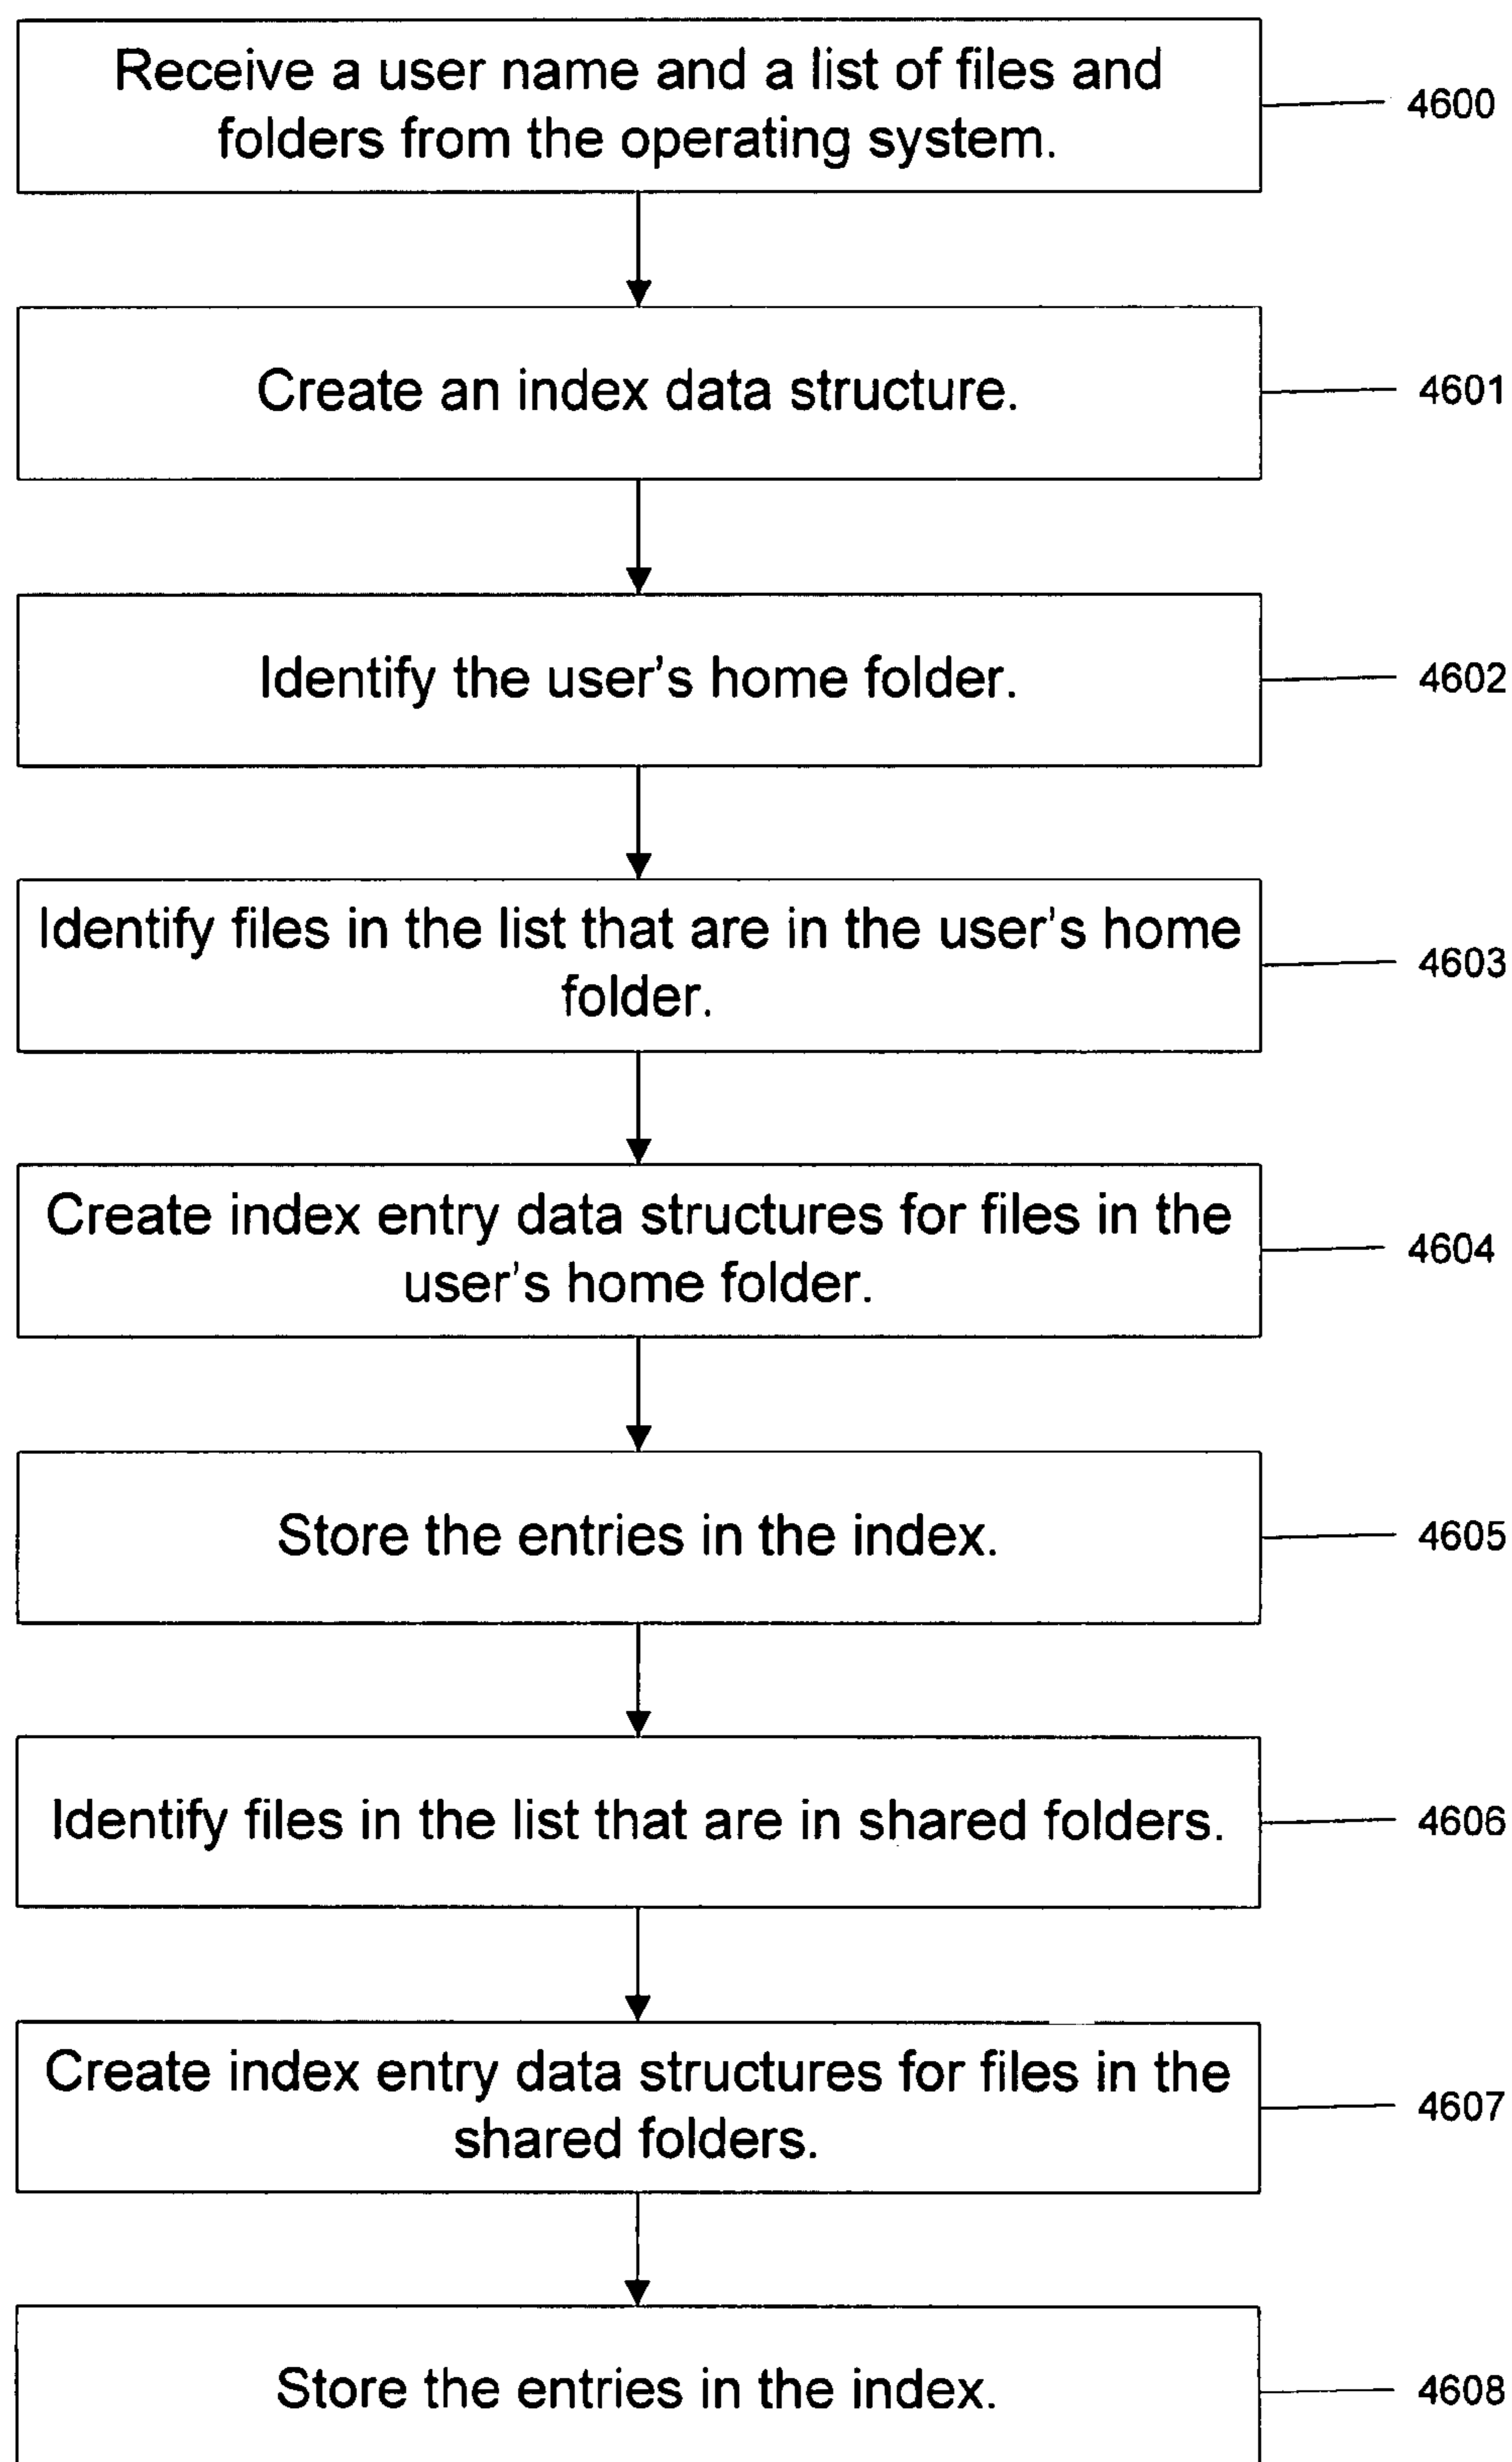 Receive a user name and a list of files and
folders from the operating system.
4600
Create an index data structure.
4601
Identify the user's home folder.
4602
Identify files in the list that are in the user's home
folder.
4603
Create index entry data structures for files in the
user's home folder.
4604
Store the entries in the index.
4605
Identify files in the list that are in shared folders.
4606
Create index entry data structures for files in the
shared folders.
4607
Store the entries in the index.
4608